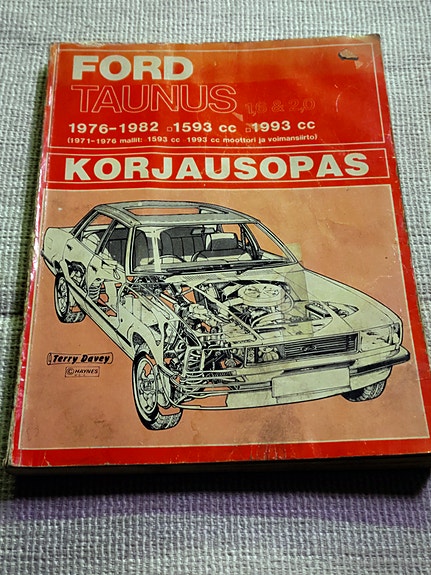 FORD
TAUNUS 1,6 & 2,0
1976-1982 □1593 cc □1993 cc
(1971-1976 mallit: 1593 cc 1993 cc moottori ja voimansiirto)
KORJAUSOPAS
Terry Davey
© HAYNES